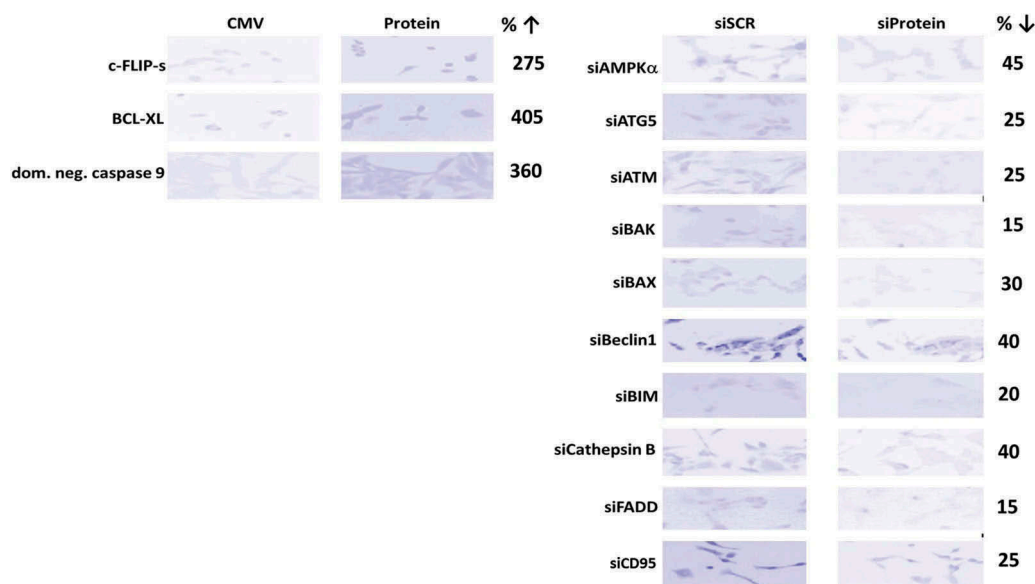 CMV Protein % ↑
c-FLIP-s 275
BCL-XL 405
dom. neg. caspase 9 360
siSCR siProtein % ↓
siAMPKα 45
siATG5 25
siATM 25
siBAK 15
siBAX 30
siBeclin1 40
siBIM 20
siCathepsin B 40
siFADD 15
siCD95 25